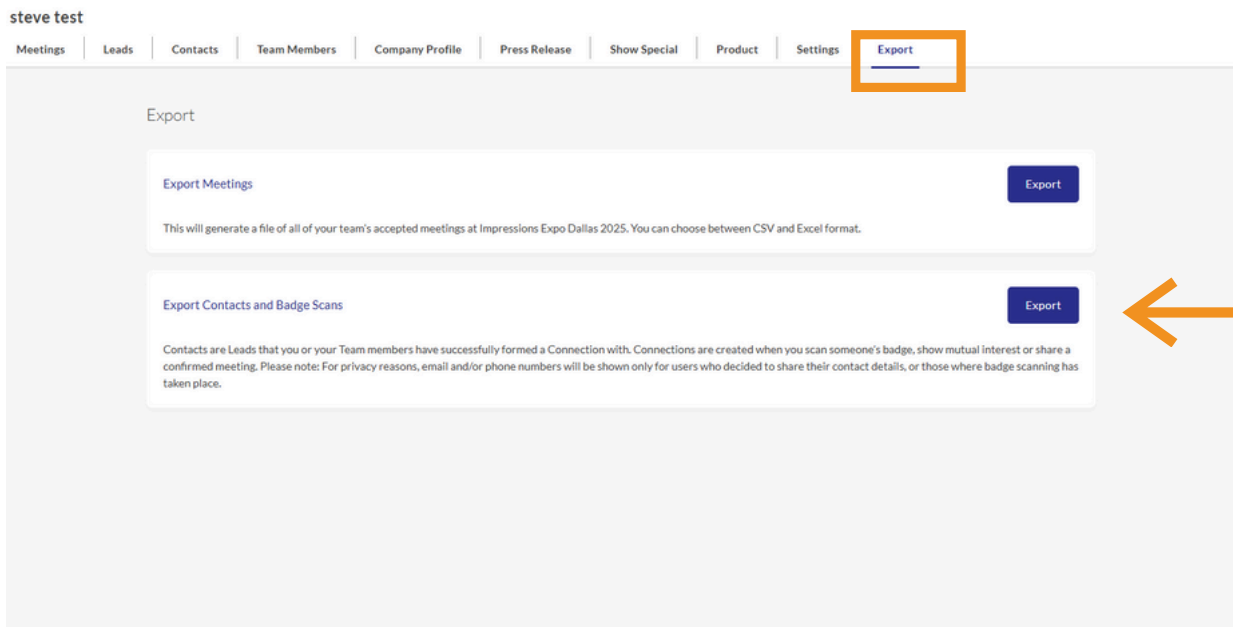 steve test
Meetings Leads Contacts Team Members Company Profile Press Release Show Special Product Settings Export
Export
Export Meetings Export
This will generate a file of all of your team's accepted meetings at Impressions Expo Dallas 2025. You can choose between CSV and Excel format.
Export Contacts and Badge Scans Export
Contacts are Leads that you or your Team members have successfully formed a Connection with. Connections are created when you scan someone's badge, show mutual interest or share a
confirmed meeting. Please note: For privacy reasons, email and/or phone numbers will be shown only for users who decided to share their contact details, or those where badge scanning has
taken place.